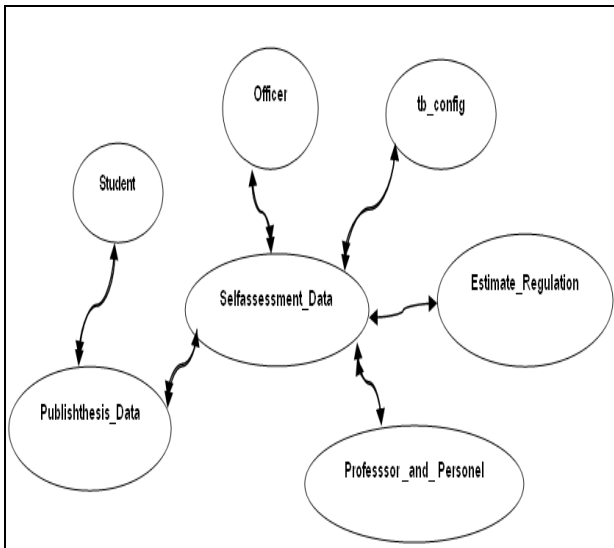 Officer
tb_config
Student
Selfassessment_Data
Estimate_Regulation
Publishthesis_Data
Professsor_and_Personel